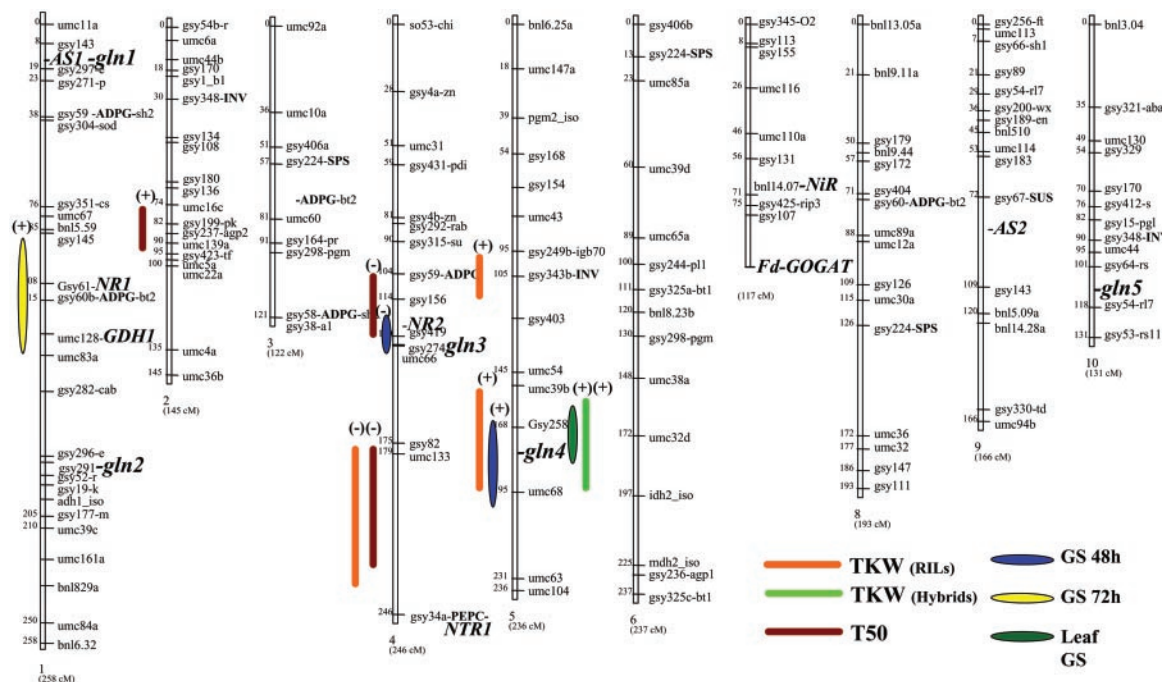 0 umc11a
8 gsy143
-AS1 -gln1
19 gsy297-c
23 gsy271-p
38 gsy59 -ADPG-sh2
gsy304-sod
76 gsy351-cs
umc67
85 bnl5.59
(+) gsy145
08 Gsy61-NR1
15 gsy60b-ADPG-bt2
umc128-GDH1
umc83a
gsy282-cab
gsy296-e
gsy291-gln2
gsy52-r
gsy19-k
adh1_iso
205 gsy177-m
210 umc39c
umc161a
bnl829a
250 umc84a
258 bnl6.32
1
(258 cM)
0 gsy54b-r
umc6a
umc44b
18 gsy170
gsy1_b1
30 gsy348-INV
gsy134
gsy108
gsy180
gsy136
(+) 74 umc16c
82 gsy199-pk
gsy237-agp2
90 umc139a
95 gsy423-tf
100 umc5a
umc22a
135 umc4a
145 umc36b
2
(145 cM)
0 umc92a
36 umc10a
51 gsy406a
57 gsy224-SPS
-ADPG-bt2
81 umc60
91 gsy164-pr
gsy298-pgm
121 gsy58-ADPG-sh
gsy38-a1
3
(122 cM)
0 so53-chi
28 gsy4a-zn
51 umc31
59 gsy431-pdi
81 gsy4b-zn
gsy292-rab
90 gsy315-su
(-) 104 gsy59-ADPG
114 gsy156
(-) -NR2
gsy419
gsy274 -gln3
umc66
(-)(-) 175 gsy82
179 umc133
246 gsy34a-PEPC-
NTR1
4
(246 cM)
0 bnl6.25a
18 umc147a
pgm2_iso
54 gsy168
gsy154
umc43
(+) 95 gsy249b-igb70
105 gsy343b-INV
gsy403
145 umc54
(+) umc39b
(+) 168 Gsy258
-gln4
95 umc68
(+)(+)
231 umc63
236 umc104
5
(236 cM)
0 gsy406b
13 gsy224-SPS
23 umc85a
60 umc39d
89 umc65a
100 gsy244-pl1
111 gsy325a-bt1
120 bnl8.23b
130 gsy298-pgm
148 umc38a
172 umc32d
197 idh2_iso
225 mdh2_iso
gsy236-agp1
237 gsy325c-bt1
6
(237 cM)
0 gsy345-O2
8 gsy113
gsy155
26 umc116
46 umc110a
56 gsy131
71 bnl14.07-NiR
75 gsy425-rip3
gsy107
Fd-GOGAT
(117 cM)
0 bnl13.05a
21 bnl9.11a
50 gsy179
bnl9.44
57 gsy172
71 gsy404
gsy60-ADPG-bt2
88 umc89a
umc12a
109 gsy126
115 umc30a
126 gsy224-SPS
172 umc36
177 umc32
186 gsy147
193 gsy111
8
(193 cM)
0 gsy256-ft
7 umc113
gsy66-sh1
21 gsy89
29 gsy54-rl7
36 gsy200-wx
gsy189-en
45 bnl510
umc114
gsy183
72 gsy67-SUS
-AS2
109 gsy143
120 bnl5.09a
bnl14.28a
gsy330-td
166 umc94b
9
(166 cM)
0 bnl3.04
35 gsy321-aba
49 umc130
54 gsy329
70 gsy170
76 gsy412-s
82 gsy15-pgl
90 gsy348-INV
95 umc44
101 gsy64-rs
-gln5
118 gsy54-rl7
131 gsy53-rs11
10
(131 cM)
TKW (RILs)
TKW (Hybrids)
T50
GS 48h
GS 72h
Leaf
GS